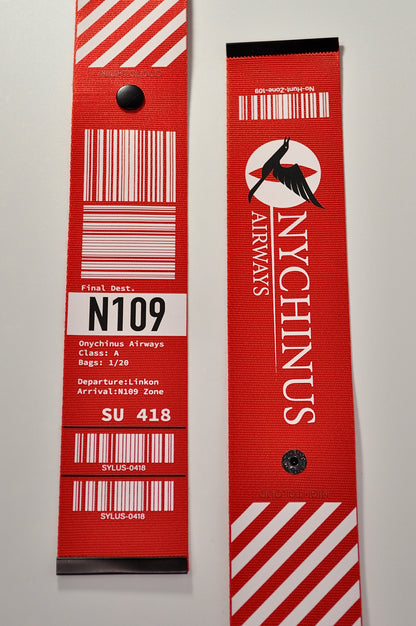 Final Dest.
N109
Onychinus Airways
Class: A
Bags: 1/20
Departure:Linkon
Arrival:N109 Zone
SU 418
SYLUS-0418
SYLUS-0418
No-Hunt-Zone-109
ONYCHINUS
AIRWAYS